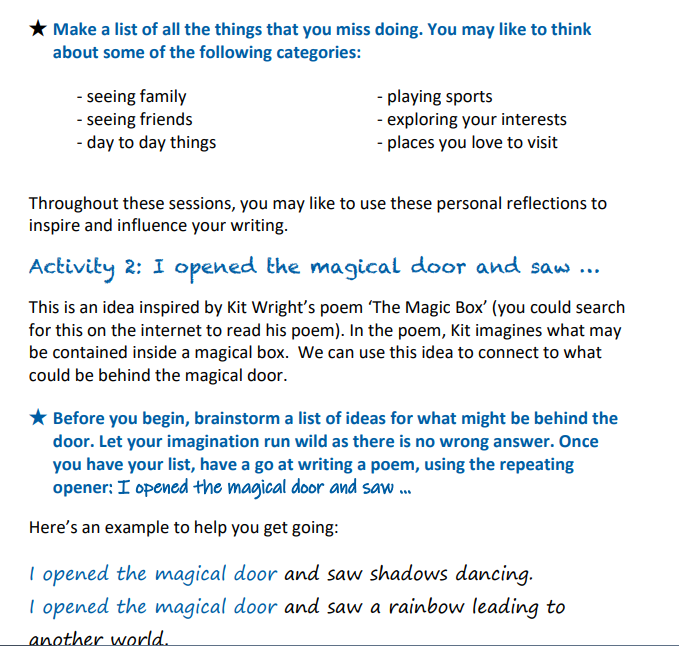 ★ Make a list of all the things that you miss doing. You may like to think
about some of the following categories:
- seeing family
- seeing friends
- day to day things
- playing sports
- exploring your interests
- places you love to visit
Throughout these sessions, you may like to use these personal reflections to
inspire and influence your writing.
Activity 2: I opened the magical door and saw ...
This is an idea inspired by Kit Wright’s poem ‘The Magic Box’ (you could search
for this on the internet to read his poem). In the poem, Kit imagines what may
be contained inside a magical box.  We can use this idea to connect to what
could be behind the magical door.
★ Before you begin, brainstorm a list of ideas for what might be behind the
door. Let your imagination run wild as there is no wrong answer. Once
you have your list, have a go at writing a poem, using the repeating
opener: I opened the magical door and saw ...
Here’s an example to help you get going:
I opened the magical door and saw shadows dancing.
I opened the magical door and saw a rainbow leading to
another world.